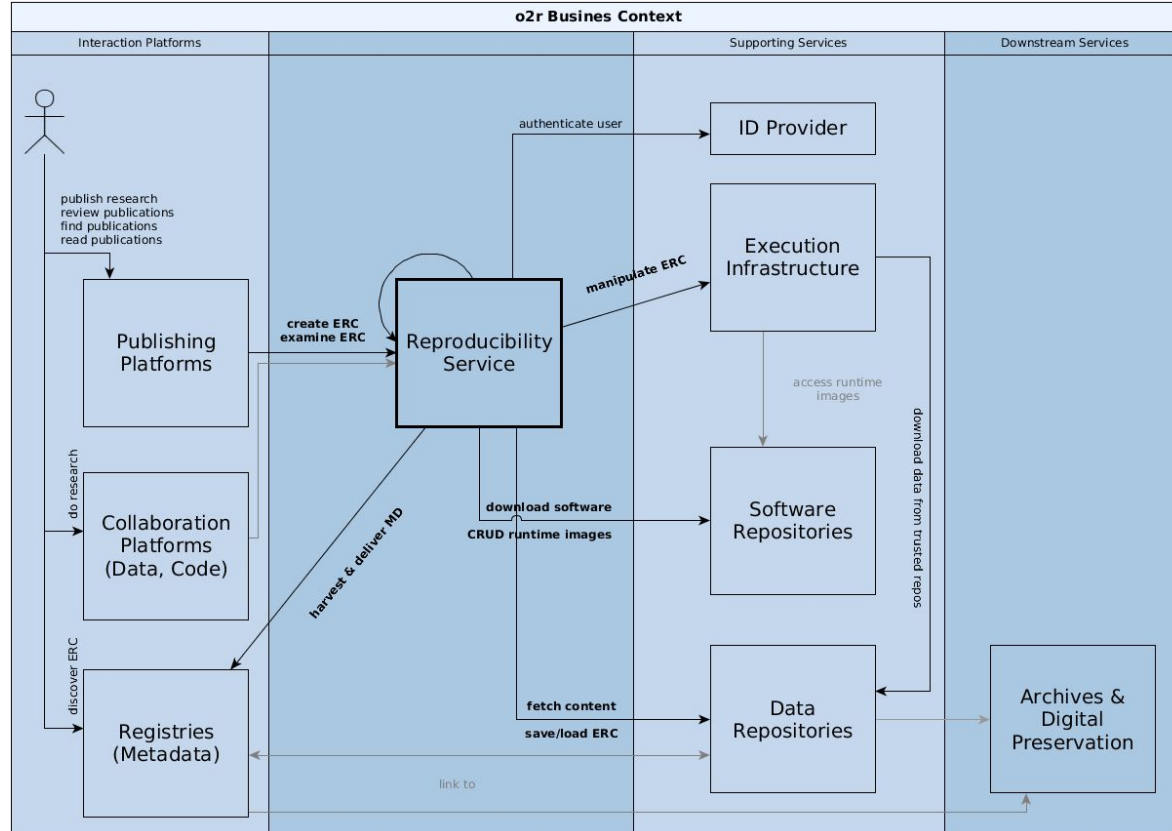 o2r Busines Context
Interaction Platforms
Supporting Services
Downstream Services
authenticate user
ID Provider
publish research
review publications
find publications
read publications
Execution
Infrastructure
manipulate ERC
Publishing
Platforms
create ERC
examine ERC
Reproducibility
Service
access runtime
images
download data from trusted repos
do research
Collaboration
Platforms
(Data, Code)
harvest & deliver MD
download software
CRUD runtime images
Software
Repositories
discover ERC
Registries
(Metadata)
fetch content
save/load ERC
Data
Repositories
Archives &
Digital
Preservation
link to